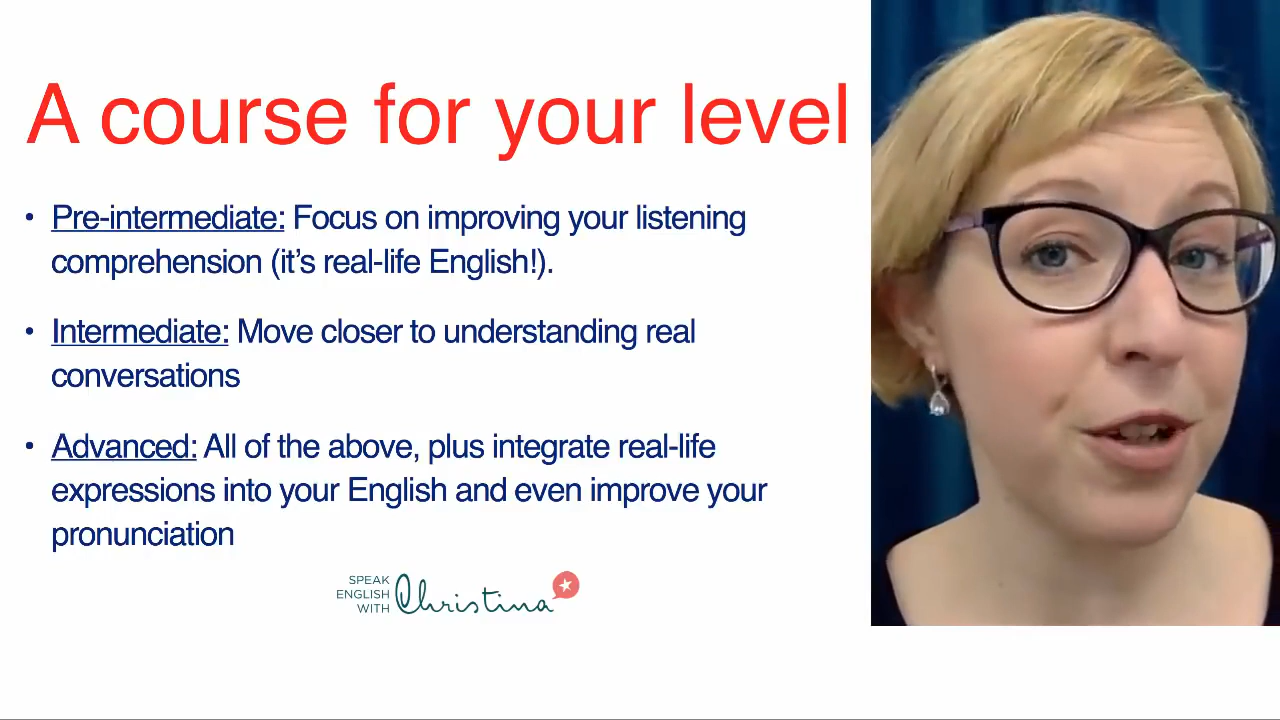 A course for your level
• Pre-intermediate: Focus on improving your listening
comprehension (it’s real-life English!).
• Intermediate: Move closer to understanding real
conversations
• Advanced: All of the above, plus integrate real-life
expressions into your English and even improve your
pronunciation
SPEAK
ENGLISH
WITH Christina